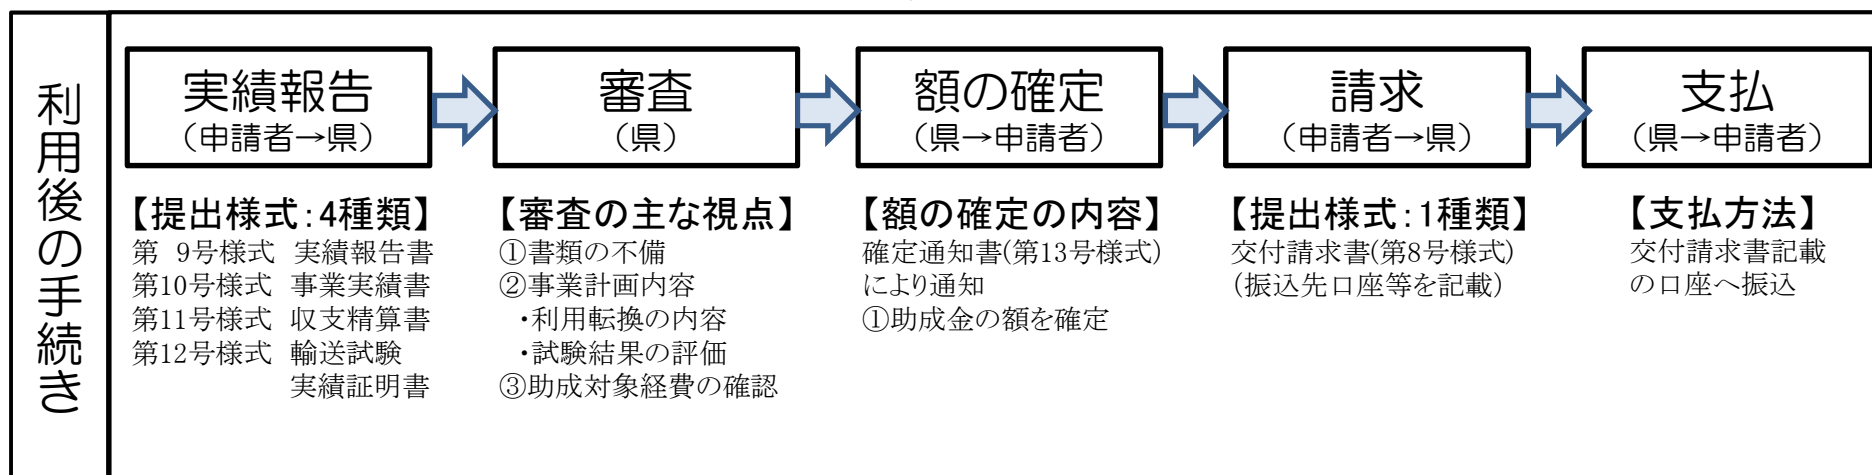 利用後の手続き
実績報告
（申請者→県）
【提出様式：4種類】
第　9号様式　実績報告書
第10号様式　事業実績書
第11号様式　収支精算書
第12号様式　輸送試験
実績証明書
審査
（県）
【審査の主な視点】
①書類の不備
②事業計画内容
・利用転換の内容
・試験結果の評価
③助成対象経費の確認
額の確定
（県→申請者）
【額の確定の内容】
確定通知書(第13号様式)
により通知
①助成金の額を確定
請求
（申請者→県）
【提出様式：1種類】
交付請求書(第8号様式)
（振込先口座等を記載）
支払
（県→申請者）
【支払方法】
交付請求書記載
の口座へ振込